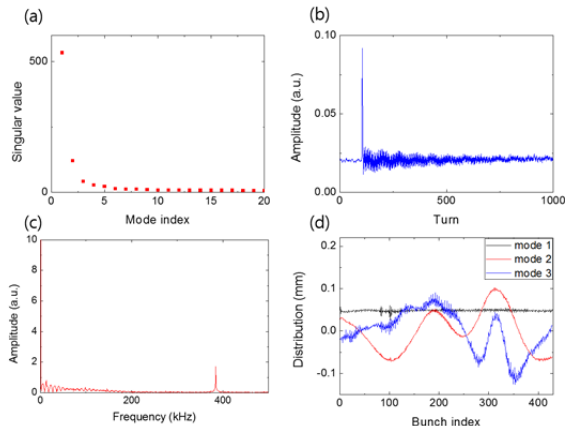 (a)
500
0
Singular value
0 5 10 15 20
Mode index
(b)
0.10
0.05
0.00
Amplitude (a.u.)
0 500 1000
Turn
(c)
10
8
6
4
2
0
Amplitude (a.u.)
0 200 400
Frequency (kHz)
(d)
mode 1
mode 2
mode 3
0.2
0.1
0.0
-0.1
Distribution (mm)
0 100 200 300 400
Bunch index